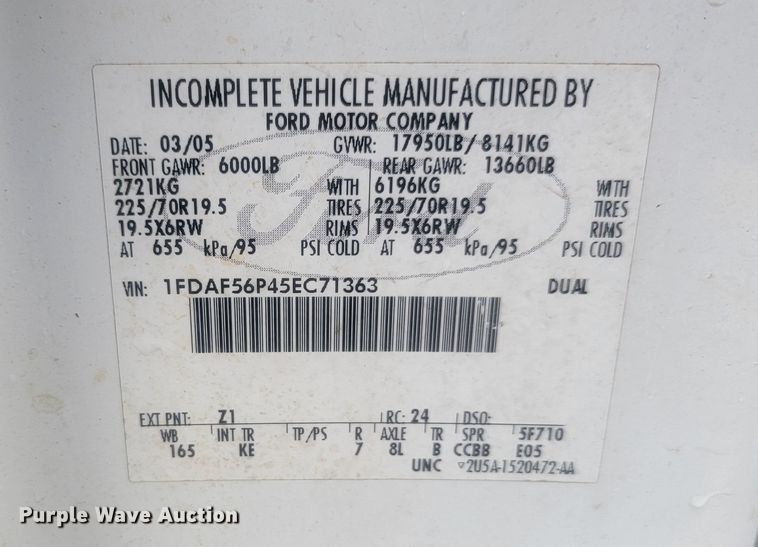 INCOMPLETE VEHICLE MANUFACTURED BY
FORD MOTOR COMPANY
DATE: 03/05 GVWR: 17950LB/8141KG
FRONT GAWR: 6000LB REAR GAWR: 13660LB
2721KG WITH 6196KG WITH
225/70R19.5 TIRES 225/70R19.5 TIRES
19.5X6RW RIMS 19.5X6RW RIMS
AT 655 kPa/95 PSI COLD AT 655 kPa/95 PSI COLD
Ford
VIN: 1FDAF56P45EC71363 DUAL
EXT PNT: Z1 RC: 24 DSO:
WB INT TR TP/PS R AXLE TR SPR 5F710
165 KE 7 8L B CCBB E05
UNC ▽2U5A-1520472-AA
Purple Wave Auction